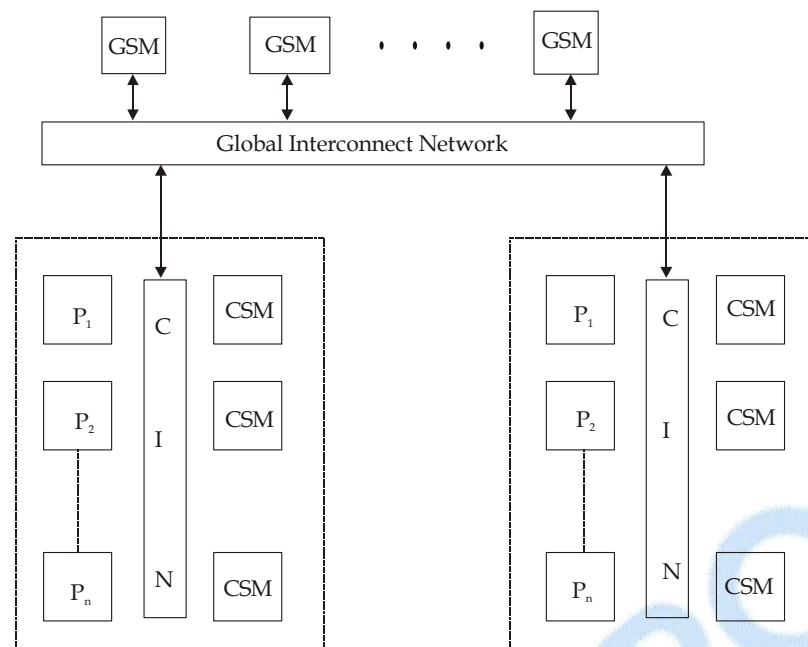 GSM GSM GSM
Global Interconnect Network
P₁ C CSM
P₂ I CSM
Pₙ N CSM
P₁ C CSM
P₂ I CSM
Pₙ N CSM